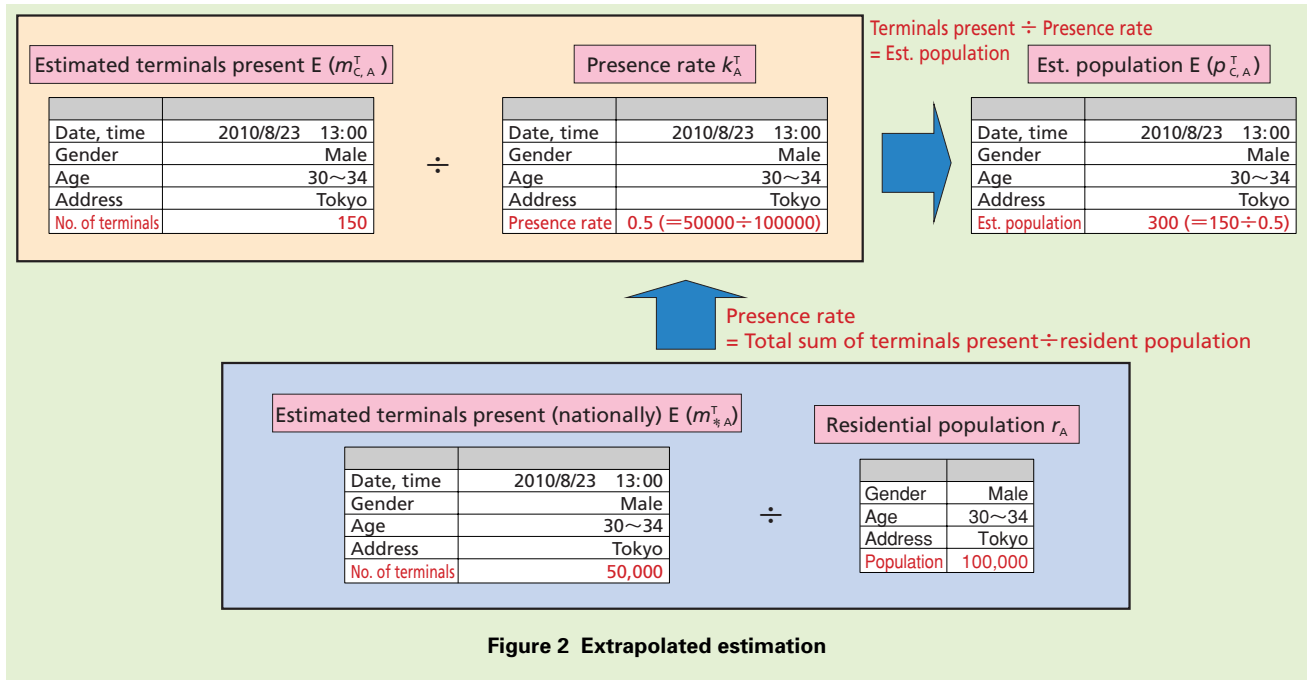 Terminals present ÷ Presence rate
= Est. population
Estimated terminals present E (m^T_C, A)
Presence rate k^T_A
Est. population E (p^T_C, A)
Date, time 2010/8/23 13:00
Gender Male
Age 30～34
Address Tokyo
No. of terminals 150
÷
Date, time 2010/8/23 13:00
Gender Male
Age 30～34
Address Tokyo
Presence rate 0.5 (=50000÷100000)
Date, time 2010/8/23 13:00
Gender Male
Age 30～34
Address Tokyo
Est. population 300 (=150÷0.5)
Presence rate
= Total sum of terminals present÷resident population
Estimated terminals present (nationally) E (m^T_*, A)
Residential population r_A
Date, time 2010/8/23 13:00
Gender Male
Age 30～34
Address Tokyo
No. of terminals 50,000
÷
Gender Male
Age 30～34
Address Tokyo
Population 100,000
Figure 2 Extrapolated estimation